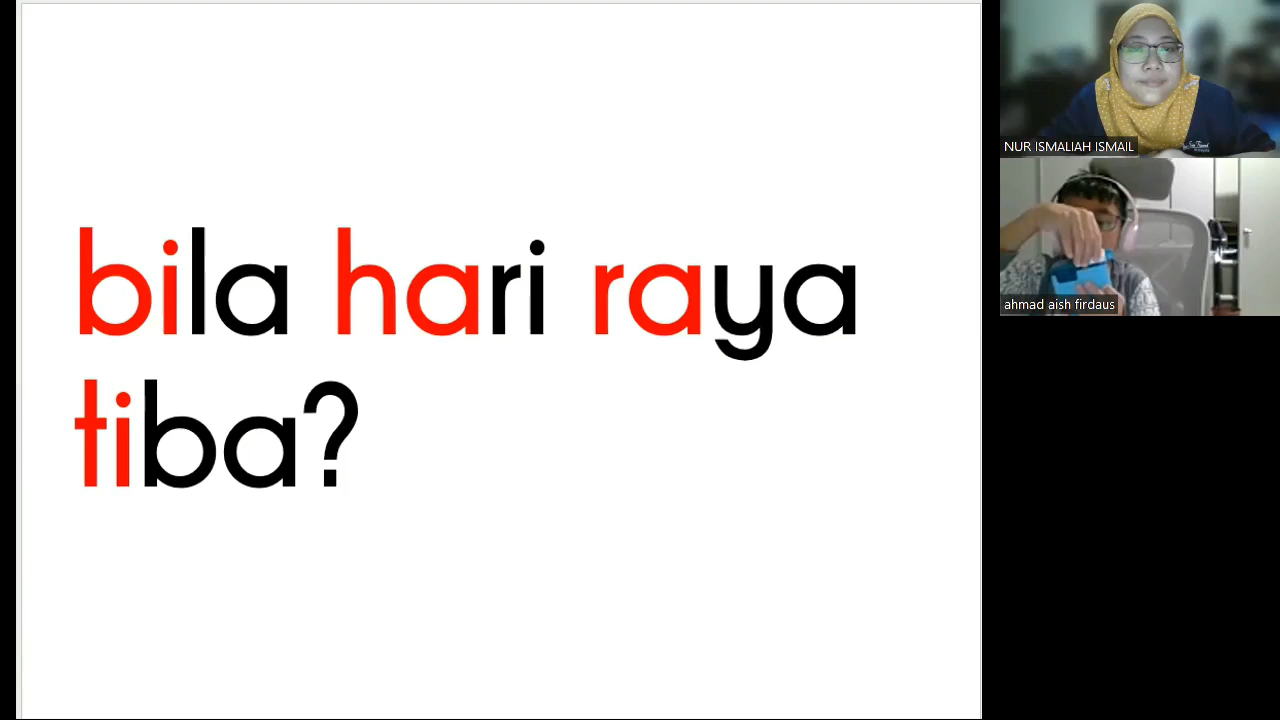 bila hari raya
tiba?
NUR ISMALIAH ISMAIL
ahmad aish firdaus